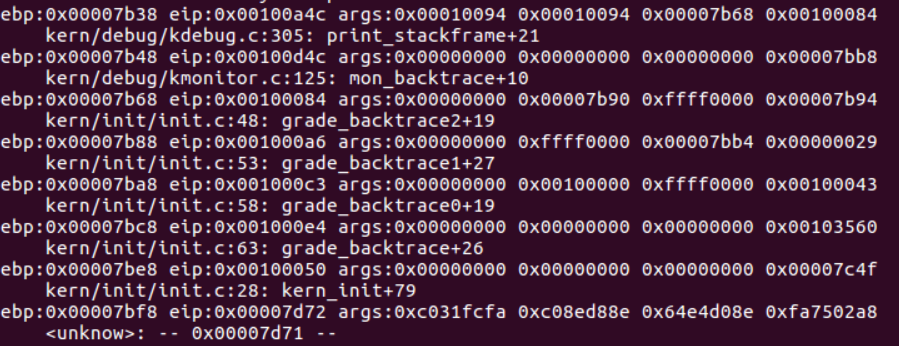 ebp:0x00007b38 eip:0x00100a4c args:0x00010094 0x00010094 0x00007b68 0x00100084
    kern/debug/kdebug.c:305: print_stackframe+21
ebp:0x00007b48 eip:0x00100d4c args:0x00000000 0x00000000 0x00000000 0x00007bb8
    kern/debug/kmonitor.c:125: mon_backtrace+10
ebp:0x00007b68 eip:0x00100084 args:0x00000000 0x00007b90 0xffff0000 0x00007b94
    kern/init/init.c:48: grade_backtrace2+19
ebp:0x00007b88 eip:0x001000a6 args:0x00000000 0xffff0000 0x00007bb4 0x00000029
    kern/init/init.c:53: grade_backtrace1+27
ebp:0x00007ba8 eip:0x001000c3 args:0x00000000 0x00100000 0xffff0000 0x00100043
    kern/init/init.c:58: grade_backtrace0+19
ebp:0x00007bc8 eip:0x001000e4 args:0x00000000 0x00000000 0x00000000 0x00103560
    kern/init/init.c:63: grade_backtrace+26
ebp:0x00007be8 eip:0x00100050 args:0x00000000 0x00000000 0x00000000 0x00007c4f
    kern/init/init.c:28: kern_init+79
ebp:0x00007bf8 eip:0x00007d72 args:0xc031fcfa 0xc08ed88e 0x64e4d08e 0xfa7502a8
    <unknow>: -- 0x00007d71 --